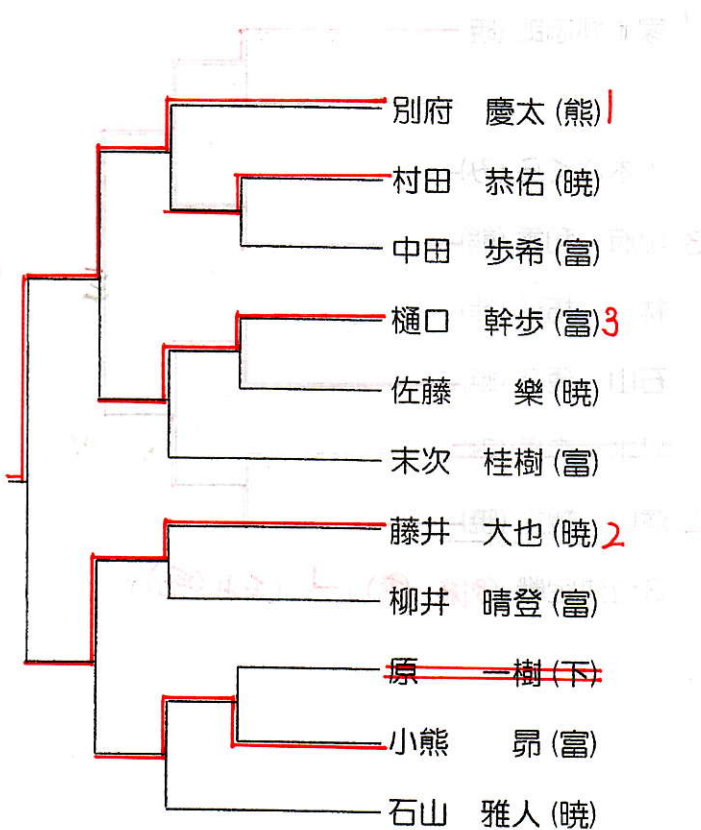 別府 慶太(熊)1
村田 恭佑(暁)
中田 歩希(富)
樋口 幹歩(富)3
佐藤 樂(暁)
末次 桂樹(富)
藤井 大也(暁)2
柳井 晴登(富)
原 一樹(下)
小熊 昴(富)
石山 雅人(暁)